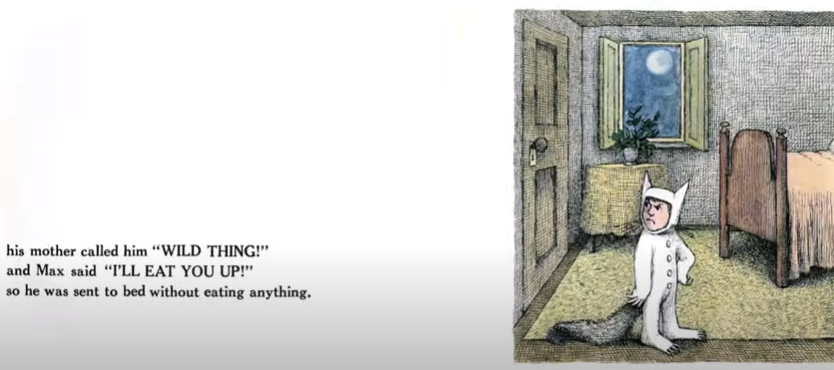 his mother called him “WILD THING!”
and Max said “I’LL EAT YOU UP!”
so he was sent to bed without eating anything.